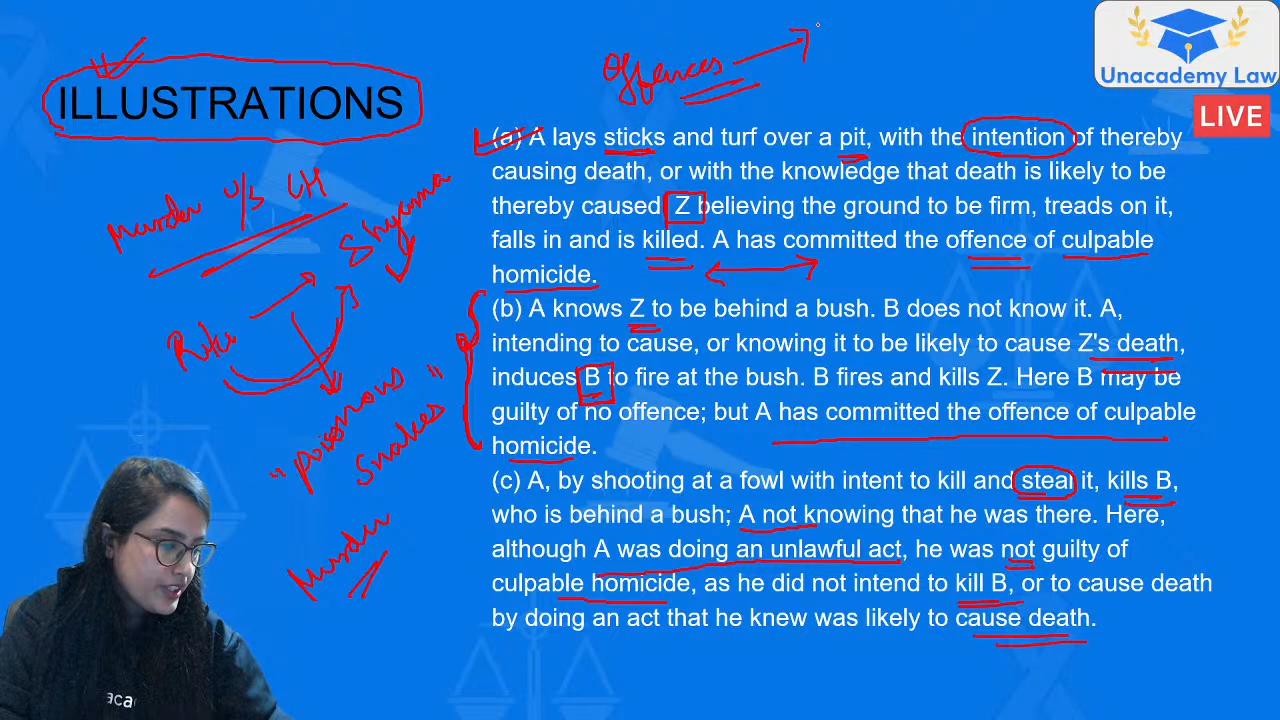 Offences
Unacademy Law
LIVE
ILLUSTRATIONS
(a) A lays sticks and turf over a pit, with the intention of thereby
causing death, or with the knowledge that death is likely to be
thereby caused. Z believing the ground to be firm, treads on it,
falls in and is killed. A has committed the offence of culpable
homicide.
(b) A knows Z to be behind a bush. B does not know it. A,
intending to cause, or knowing it to be likely to cause Z's death,
induces B to fire at the bush. B fires and kills Z. Here B may be
guilty of no offence; but A has committed the offence of culpable
homicide.
(c) A, by shooting at a fowl with intent to kill and steal it, kills B,
who is behind a bush; A not knowing that he was there. Here,
although A was doing an unlawful act, he was not guilty of
culpable homicide, as he did not intend to kill B, or to cause death
by doing an act that he knew was likely to cause death.
Murder v/s CH
Shyama
"poisonous
snakes"
Murder
aca